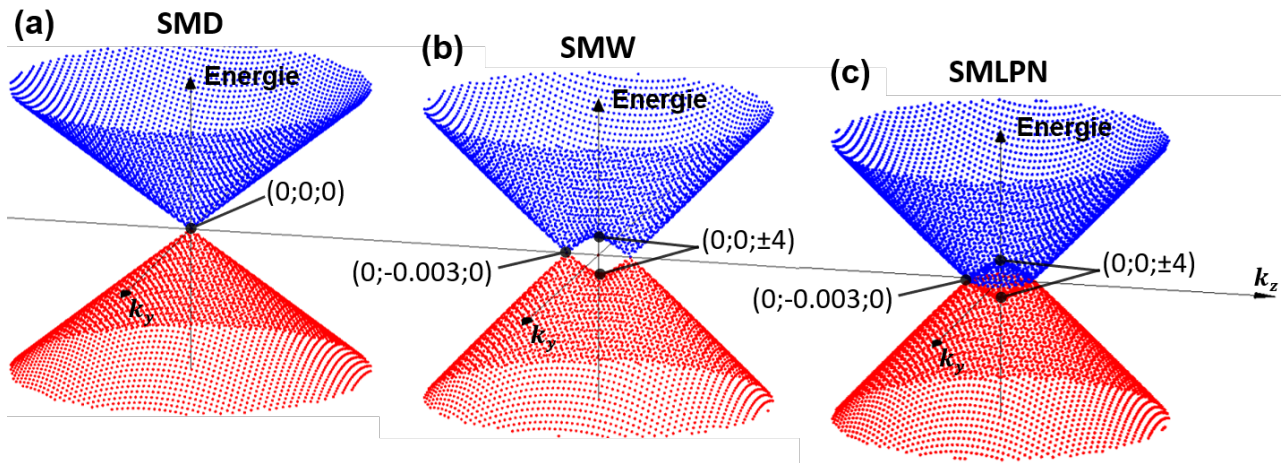 (a)
SMD
Energie
(0;0;0)
k_y
(b)
SMW
Energie
(0;0;±4)
(0;-0.003;0)
k_y
(c)
SMLPN
Energie
(0;0;±4)
(0;-0.003;0)
k_z
k_y